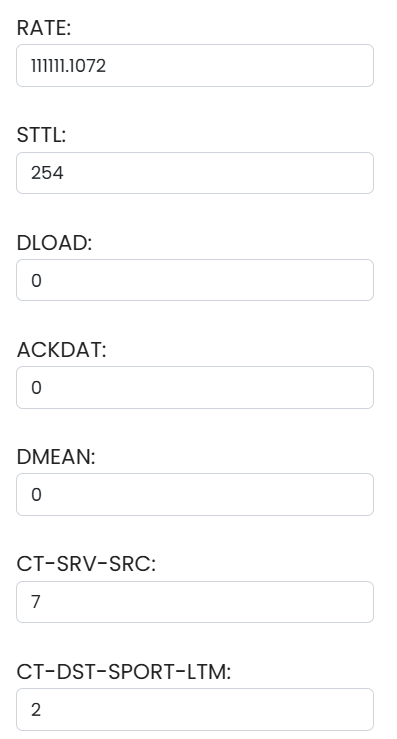 RATE:
111111.1072
STTL:
254
DLOAD:
0
ACKDAT:
0
DMEAN:
0
CT-SRV-SRC:
7
CT-DST-SPORT-LTM:
2